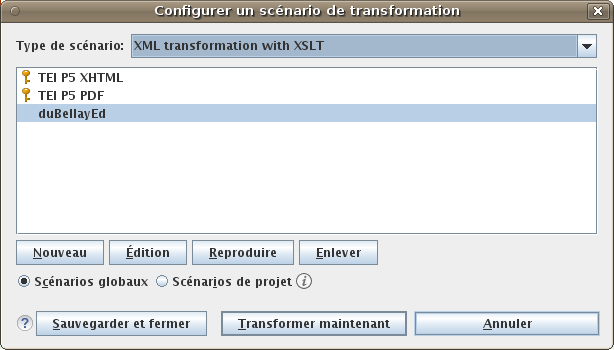 Configurer un scénario de transformation
Type de scénario: XML transformation with XSLT
TEI P5 XHTML
TEI P5 PDF
duBellayEd
Nouveau Édition Reproduire Enlever
Scénarios globaux Scénarios de projet i
? Sauvegarder et fermer Transformer maintenant Annuler